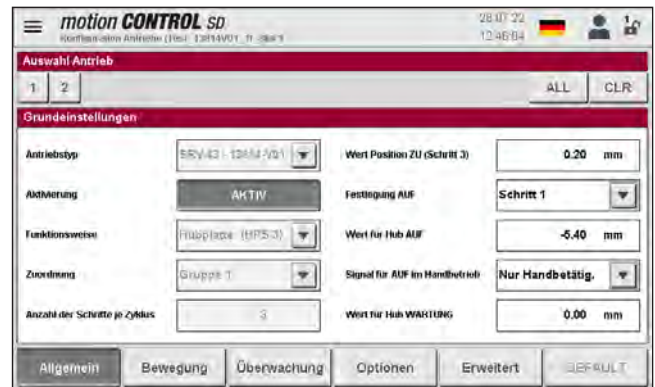 motion CONTROL SD
28.07.22
12:46:04
Auswahl Antrieb
1 2 ALL CLR
Grundeinstellungen
Antriebstyp
Wert Position ZU (Schritt 3) 0.20 mm
Aktivierung AKTIV
Festlegung AUF Schritt 1
Funktionsweise Hubplatte (HPS-3)
Wert für Hub AUF -5.40 mm
Zuordnung Gruppe 1
Signal für AUF im Handbetrieb Nur Handbetätig.
Anzahl der Schritte je Zyklus 3
Wert für Hub WARTUNG 0.00 mm
Allgemein Bewegung Überwachung Optionen Erweitert DEFAULT